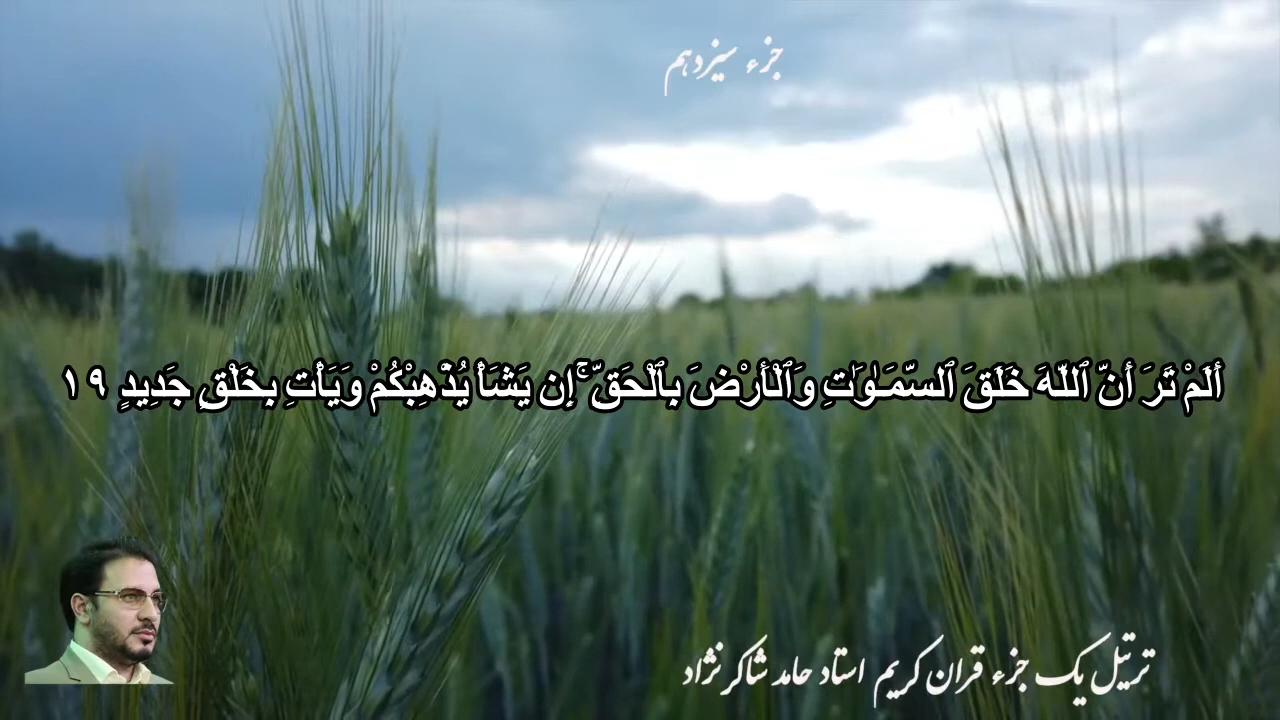 جزء سیزدهم
أَلَمْ تَرَ أَنَّ ٱللَّهَ خَلَقَ ٱلسَّمَـٰوَٰتِ وَٱلْأَرْضَ بِٱلْحَقِّ ۚ إِن يَشَأْ يُذْهِبْكُمْ وَيَأْتِ بِخَلْقٍ جَدِيدٍ ١٩
ترتیل یک جزء قران کریم استاد حامد شاکرنژاد